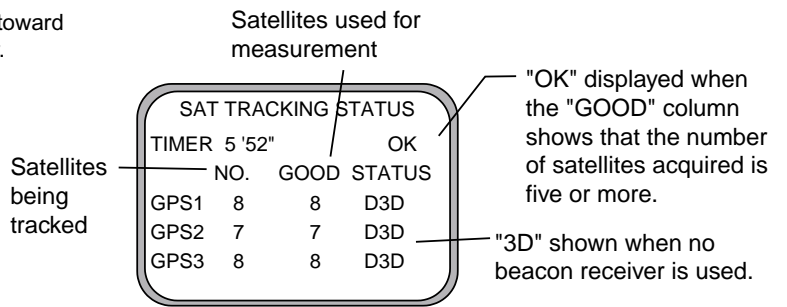 toward
Satellites used for
measurement
SAT TRACKING STATUS
TIMER 5 '52" OK
NO. GOOD STATUS
GPS1 8 8 D3D
GPS2 7 7 D3D
GPS3 8 8 D3D
Satellites
being
tracked
"OK" displayed when
the "GOOD" column
shows that the number
of satellites acquired is
five or more.
"3D" shown when no
beacon receiver is used.